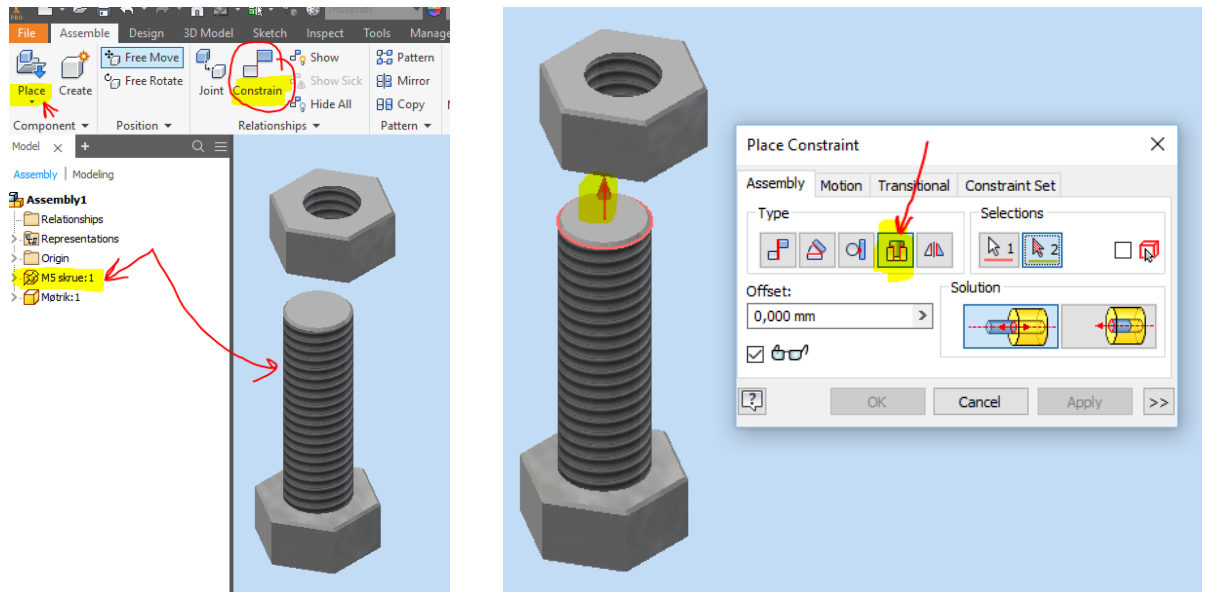 PRO
Material
File Assemble Design 3D Model Sketch Inspect Tools Manage
Place
Create
Free Move
Free Rotate
Joint
Constrain
Show
Show Sick
Hide All
Pattern
Mirror
Copy
Component Position Relationships Pattern
Model x +
Assembly | Modeling
Assembly1
Relationships
Representations
Origin
M5 skrue:1
Møtrik:1
Place Constraint
Assembly Motion Transitional Constraint Set
Type
Selections
1 2
Offset:
0,000 mm >
Solution
?
OK Cancel Apply >>